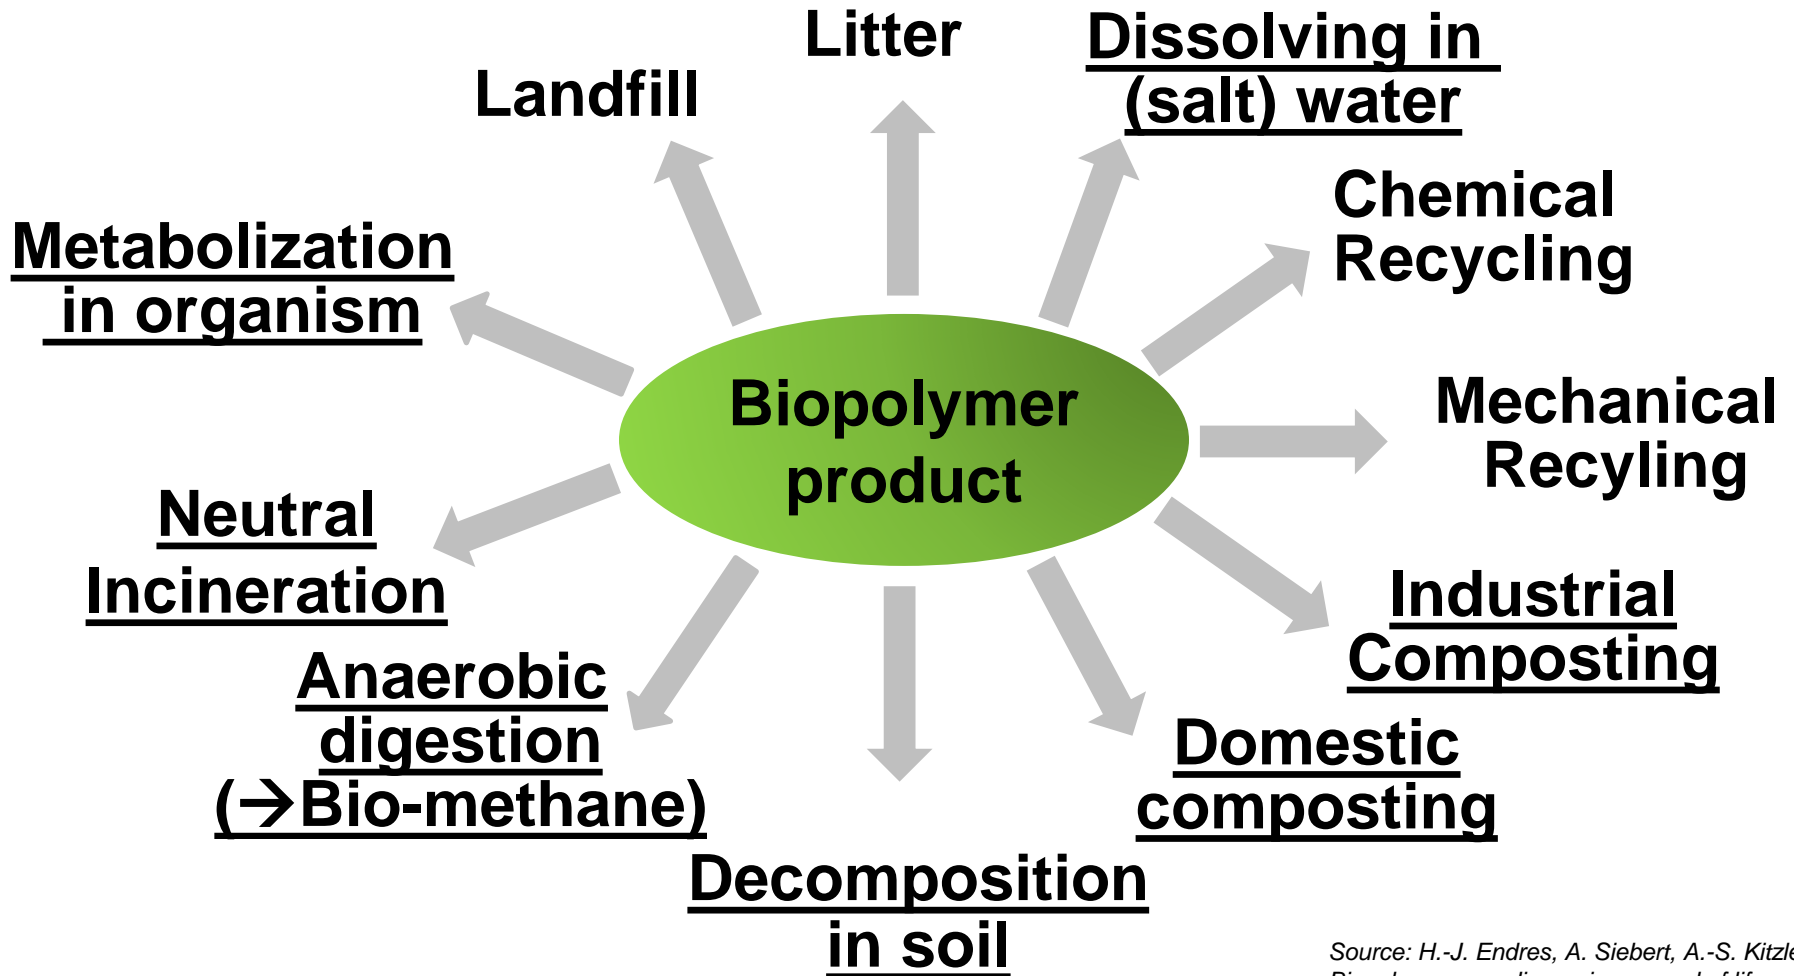 Litter
Dissolving in
(salt) water
Landfill
Chemical
Recycling
Metabolization
in organism
Biopolymer
product
Mechanical
Recyling
Neutral
Incineration
Industrial
Composting
Anaerobic
digestion
(→Bio-methane)
Domestic
composting
Decomposition
in soil
Source: H.-J. Endres, A. Siebert, A.-S. Kitzle